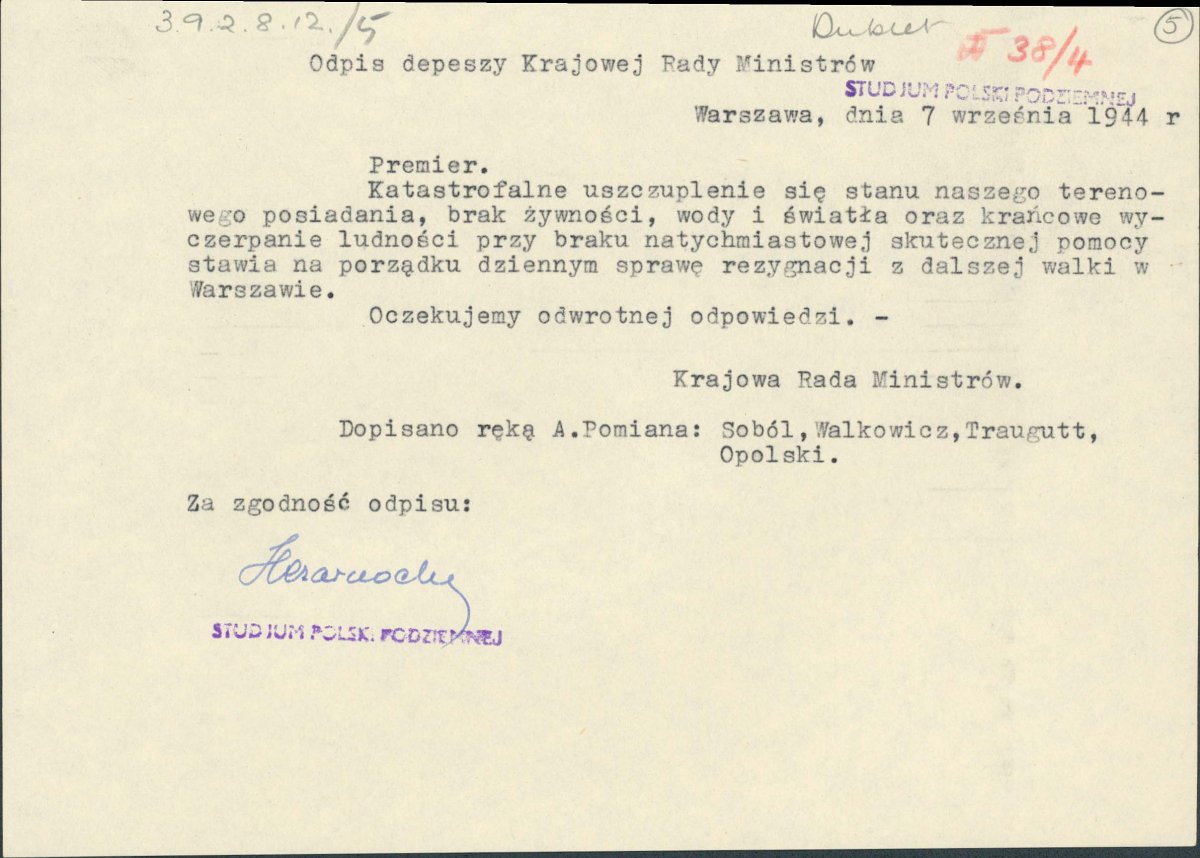 3.9.2.8.12./5
Dublet
5
38/4
Odpis depeszy Krajowej Rady Ministrów
STUDJUM POLSKI PODZIEMNEJ
Warszawa, dnia 7 września 1944 r
Premier.
Katastrofalne uszczuplenie się stanu naszego tereno-
wego posiadania, brak żywności, wody i światła oraz krańcowe wy-
czerpanie ludności przy braku natychmiastowej skutecznej pomocy
stawia na porządku dziennym sprawę rezygnacji z dalszej walki w
Warszawie.
Oczekujemy odwrotnej odpowiedzi. -
Krajowa Rada Ministrów.
Dopisano ręką A.Pomiana: Soból,Walkowicz,Traugutt,
Opolski.
Za zgodność odpisu:
STUDJUM POLSKI PODZIEMNEJ